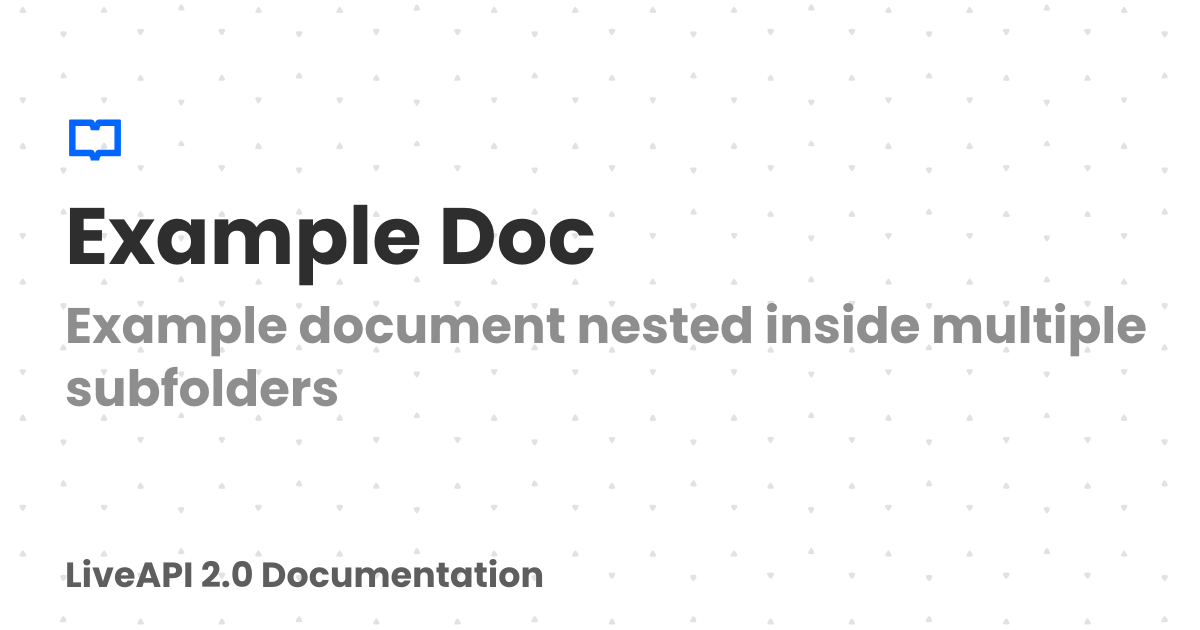 Example Doc
Example document nested inside multiple
subfolders
LiveAPI 2.0 Documentation